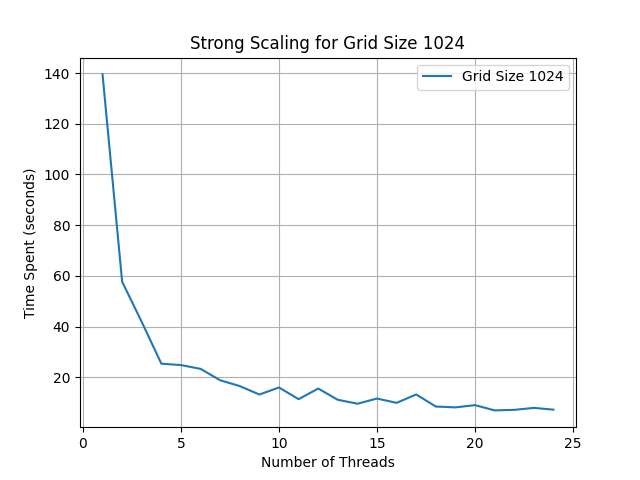 Strong Scaling for Grid Size 1024
Grid Size 1024
140
120
100
80
60
40
20
Time Spent (seconds)
0 5 10 15 20 25
Number of Threads